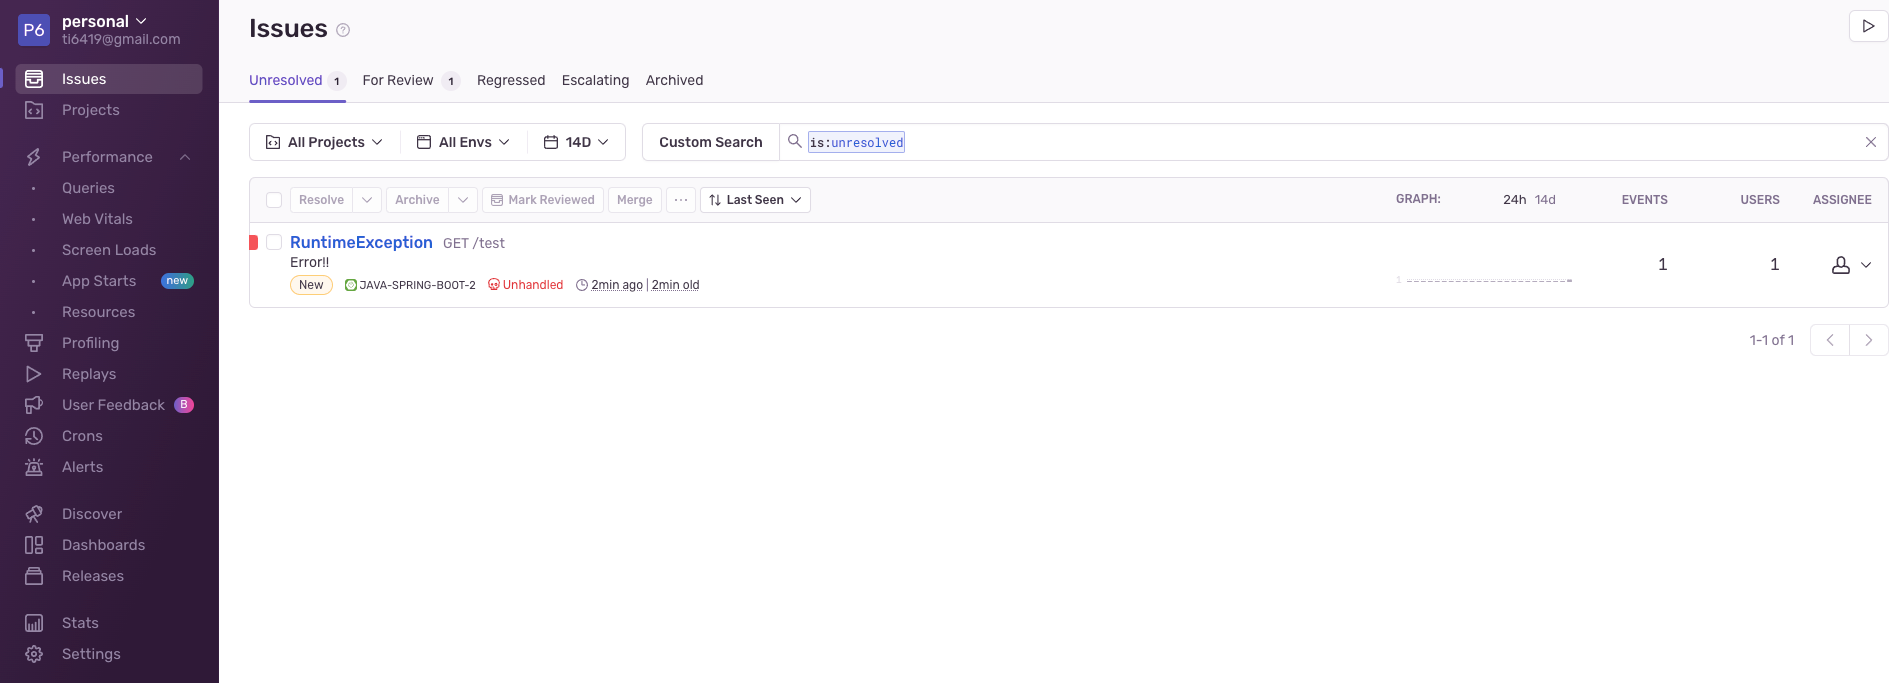 P6
personal
ti6419@gmail.com
Issues
Projects
Performance
Queries
Web Vitals
Screen Loads
App Starts new
Resources
Profiling
Replays
User Feedback B
Crons
Alerts
Discover
Dashboards
Releases
Stats
Settings
Issues ?
Unresolved 1 For Review 1 Regressed Escalating Archived
All Projects All Envs 14D Custom Search is:unresolved
Resolve Archive Mark Reviewed Merge ··· Last Seen GRAPH: 24h 14d EVENTS USERS ASSIGNEE
RuntimeException GET /test
Error!!
New JAVA-SPRING-BOOT-2 Unhandled 2min ago | 2min old
1 1 1
1-1 of 1